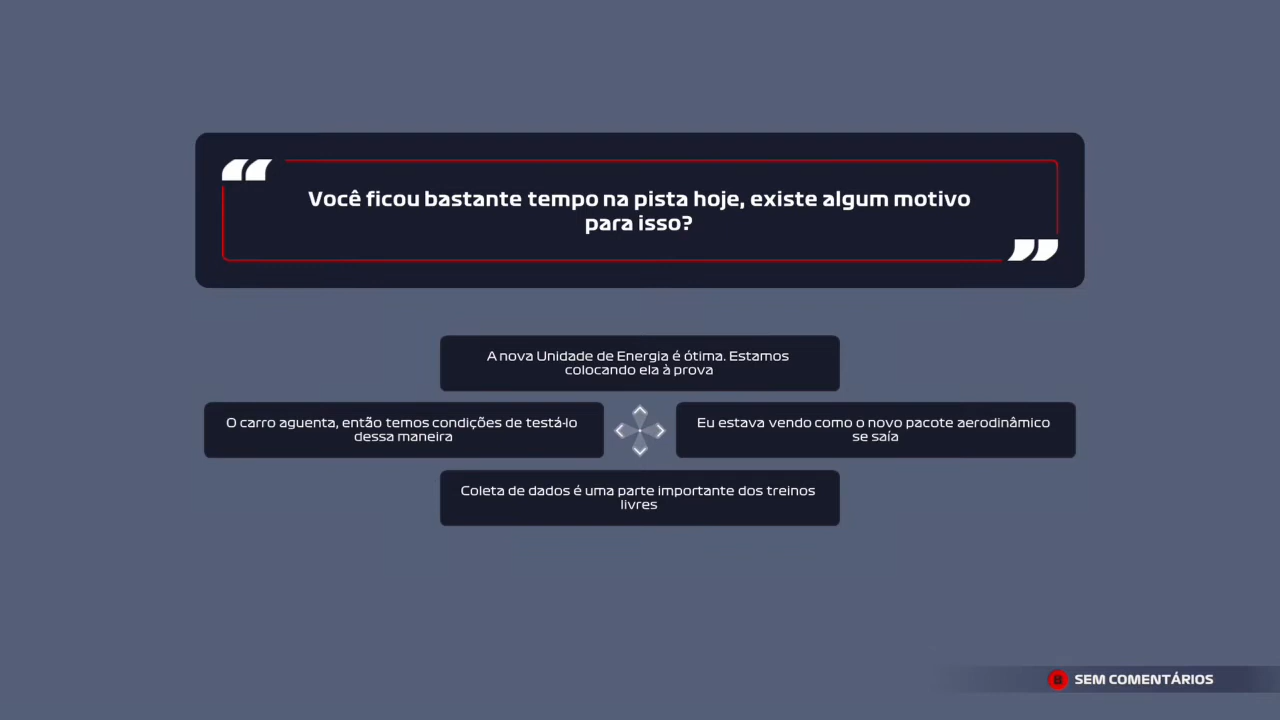 Você ficou bastante tempo na pista hoje, existe algum motivo
para isso?
A nova Unidade de Energia é ótima. Estamos
colocando ela à prova
O carro aguenta, então temos condições de testá-lo
dessa maneira
Eu estava vendo como o novo pacote aerodinâmico
se saía
Coleta de dados é uma parte importante dos treinos
livres
B SEM COMENTÁRIOS